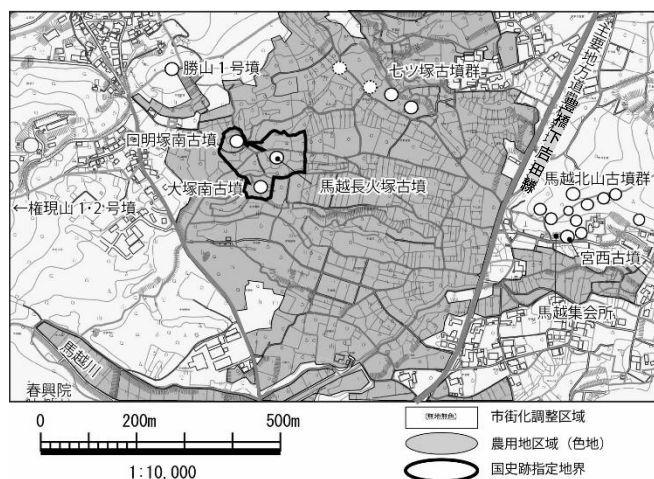 勝山1号墳
七ツ塚古墳群
主要地方道豊橋下吉田線
口明塚南古墳
大塚南古墳
馬越長火塚古墳
馬越北山古墳群
←権現山1・2号墳
宮西古墳
馬越集会所
馬越川
春興院
0 200m 500m
1:10,000
市街化調整区域
農用地区域（色地）
国史跡指定地界